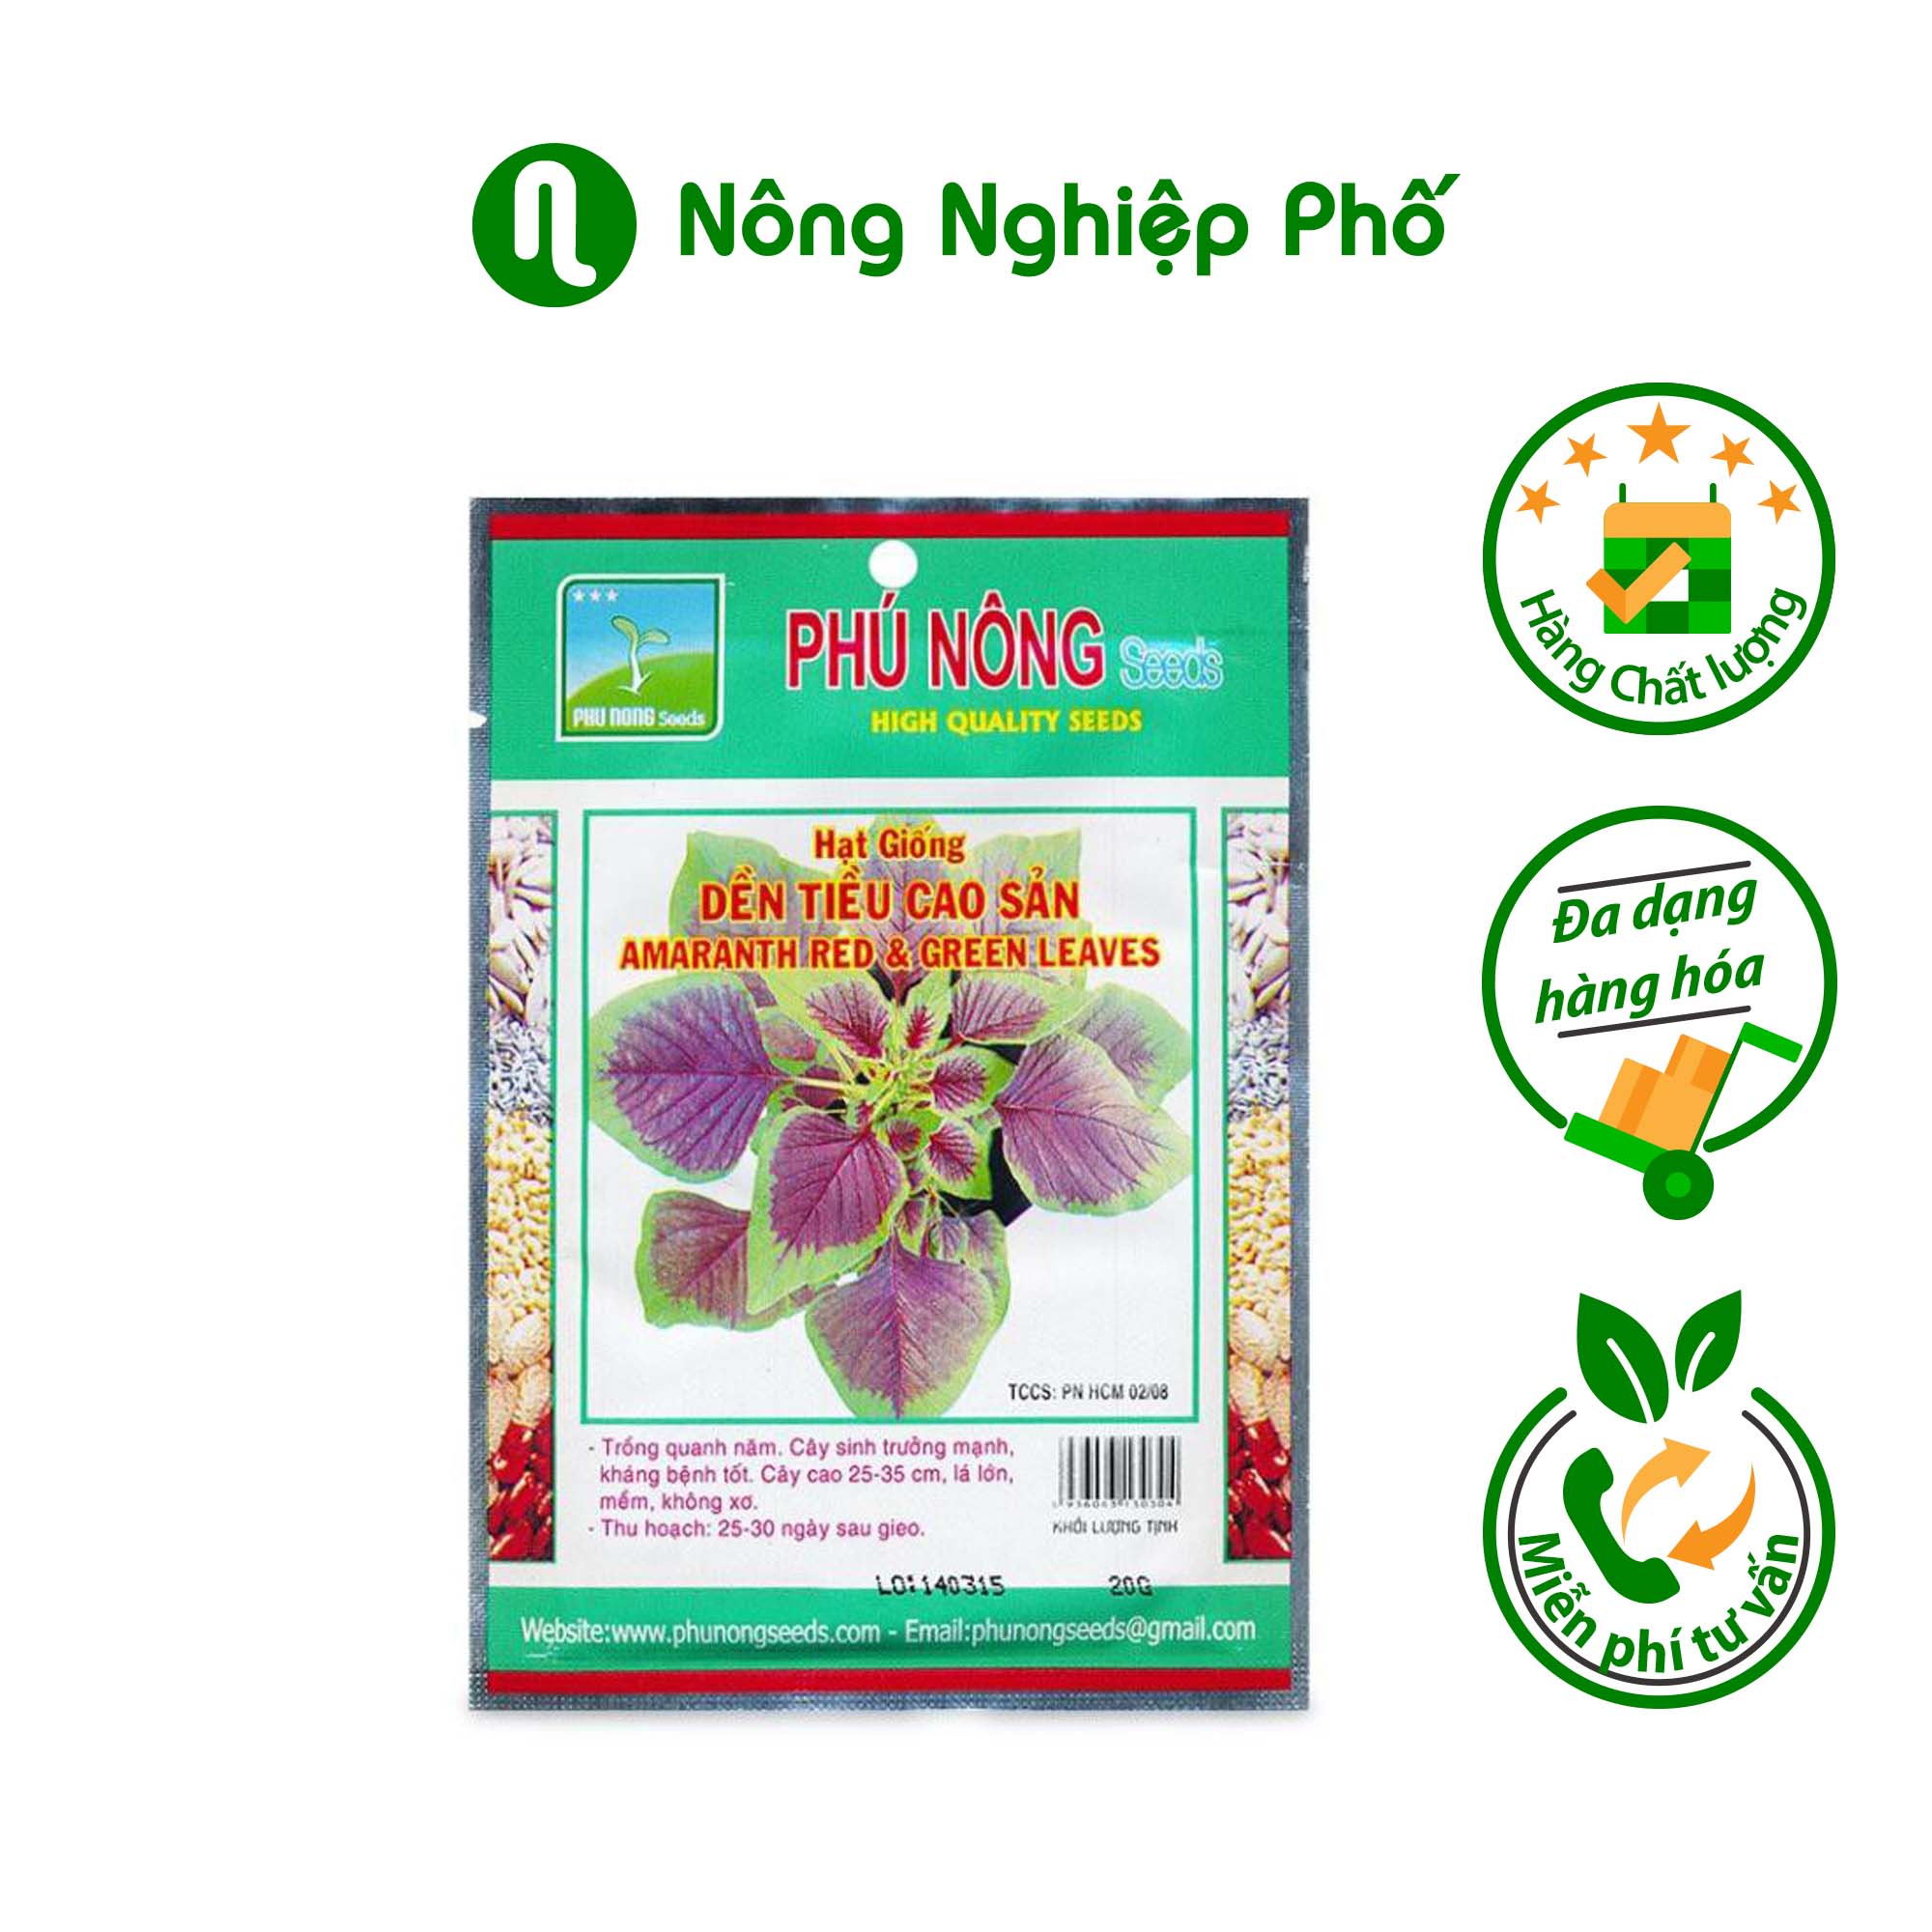 Nông Nghiệp Phố
Hàng Chất lượng
PHÚ NÔNG Seeds
PHU NONG Seeds
HIGH QUALITY SEEDS
Hạt Giống
DỀN TIỀU CAO SẢN
AMARANTH RED & GREEN LEAVES
Đa dạng
hàng hóa
TCCS: PN HCM 02/08
- Trồng quanh năm. Cây sinh trưởng mạnh,
kháng bệnh tốt. Cây cao 25-35 cm, lá lớn,
mềm, không xơ.
- Thu hoạch: 25-30 ngày sau gieo.
KHỐI LƯỢNG TỊNH
LO:140315 20G
Website:www.phunongseeds.com - Email:phunongseeds@gmail.com
Miễn phí tư vấn